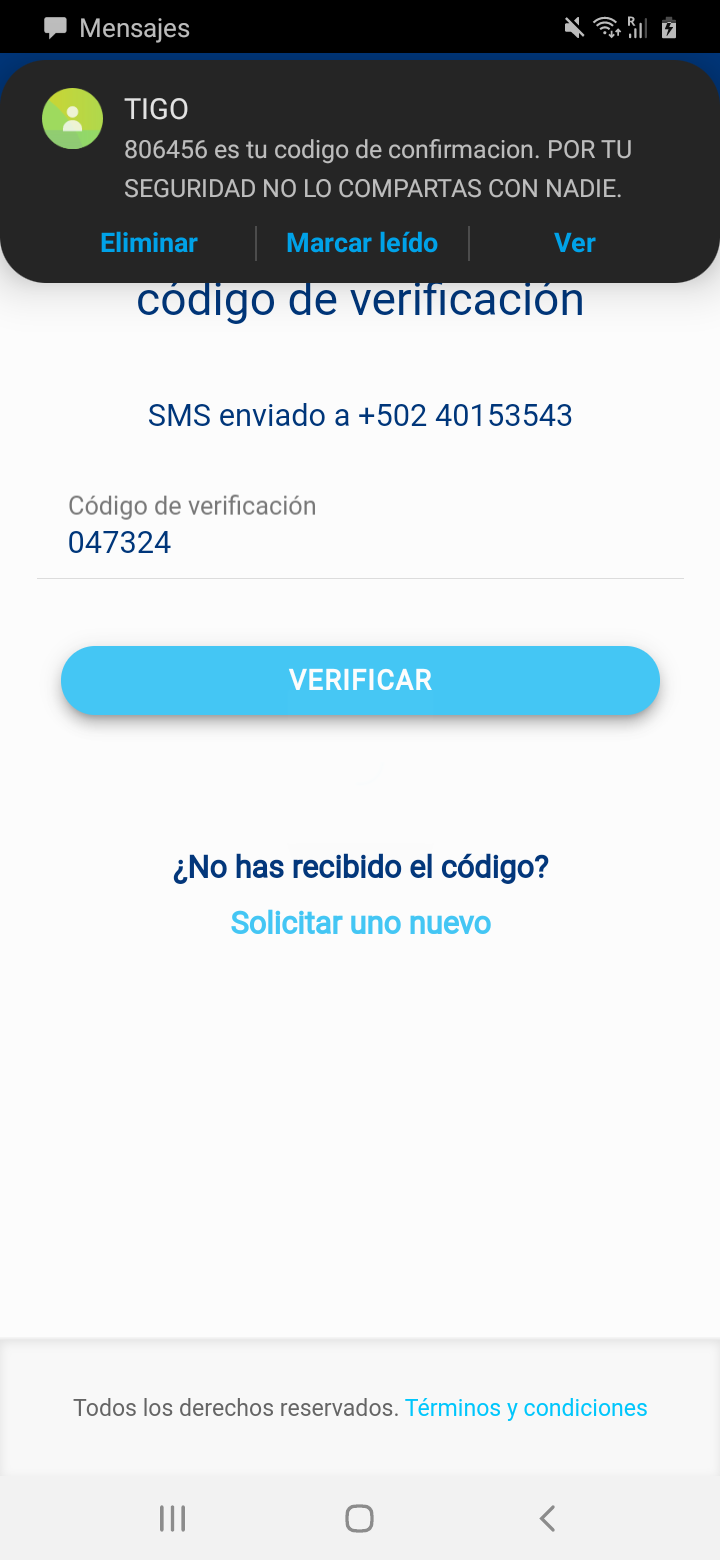 Mensajes
R
TIGO
806456 es tu codigo de confirmacion. POR TU
SEGURIDAD NO LO COMPARTAS CON NADIE.
Eliminar
Marcar leído
Ver
código de verificación
SMS enviado a +502 40153543
Código de verificación
047324
VERIFICAR
¿No has recibido el código?
Solicitar uno nuevo
Todos los derechos reservados. Términos y condiciones